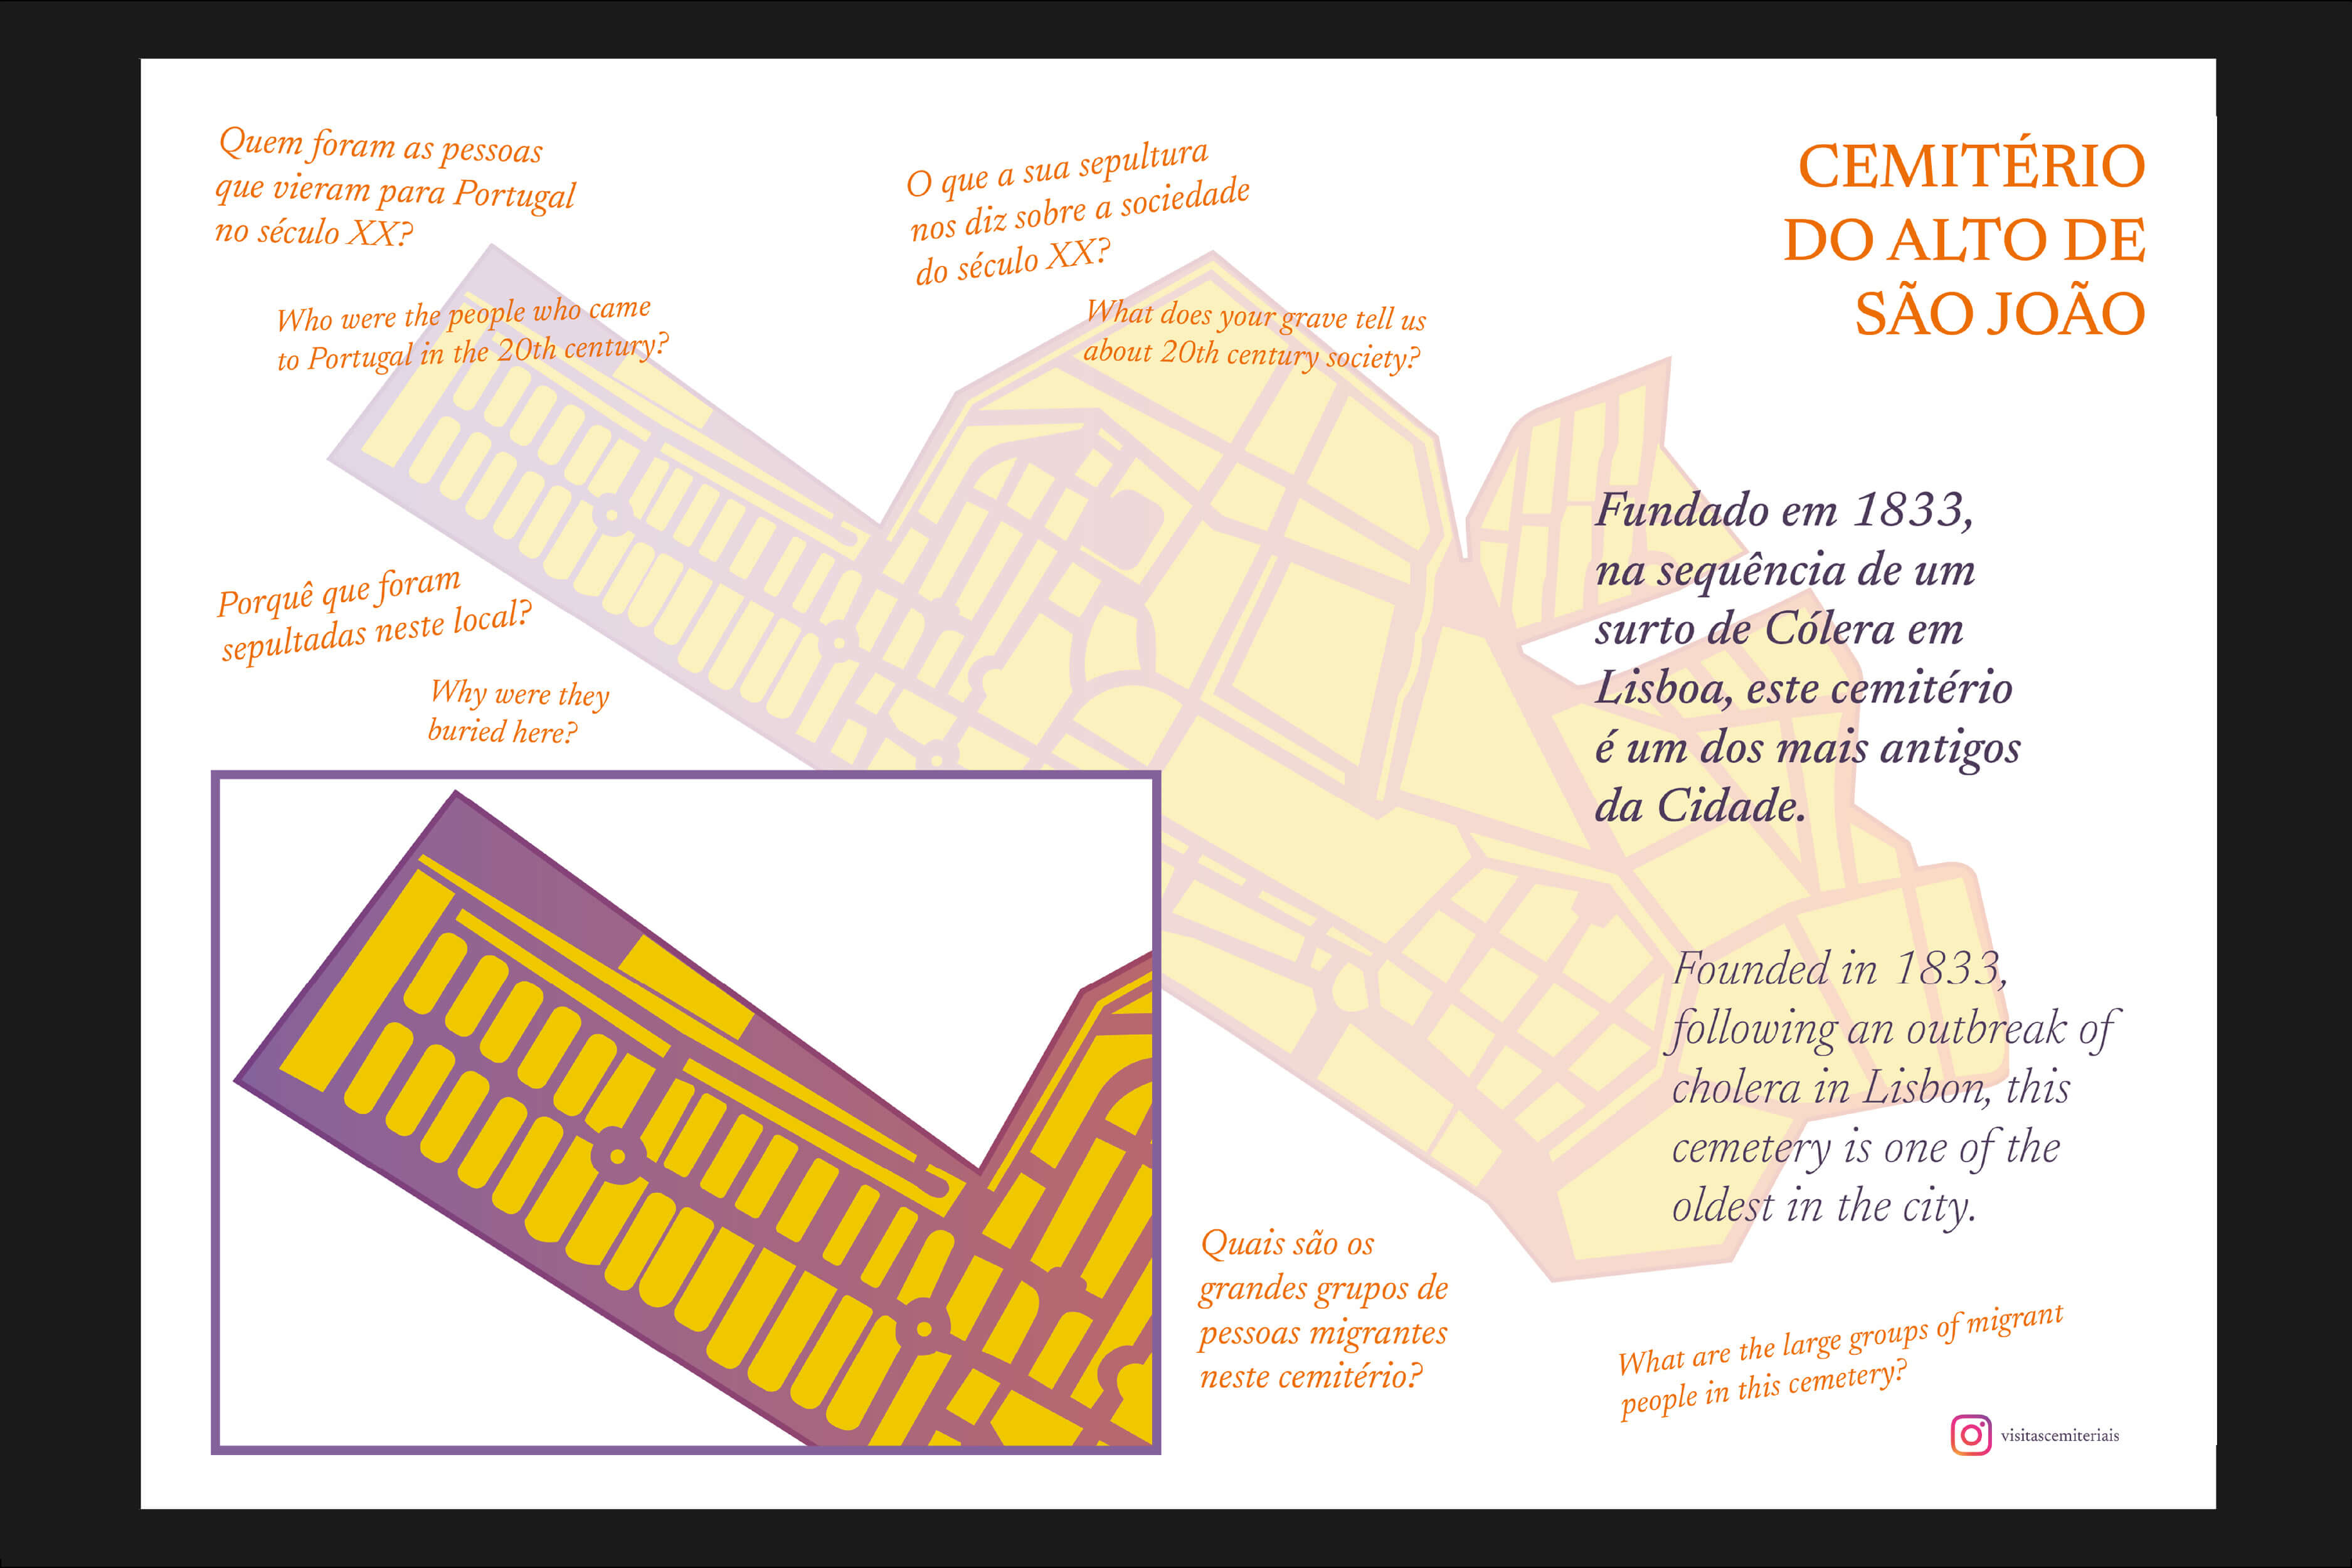 Quem foram as pessoas
que vieram para Portugal
no século XX?
Who were the people who came
to Portugal in the 20th century?
O que a sua sepultura
nos diz sobre a sociedade
do século XX?
What does your grave tell us
about 20th century society?
CEMITÉRIO
DO ALTO DE
SÃO JOÃO
Fundado em 1833,
na sequência de um
surto de Cólera em
Lisboa, este cemitério
é um dos mais antigos
da Cidade.
Porquê que foram
sepultadas neste local?
Why were they
buried here?
Founded in 1833,
following an outbreak of
cholera in Lisbon, this
cemetery is one of the
oldest in the city.
Quais são os
grandes grupos de
pessoas migrantes
neste cemitério?
What are the large groups of migrant
people in this cemetery?
visitascemiteriais